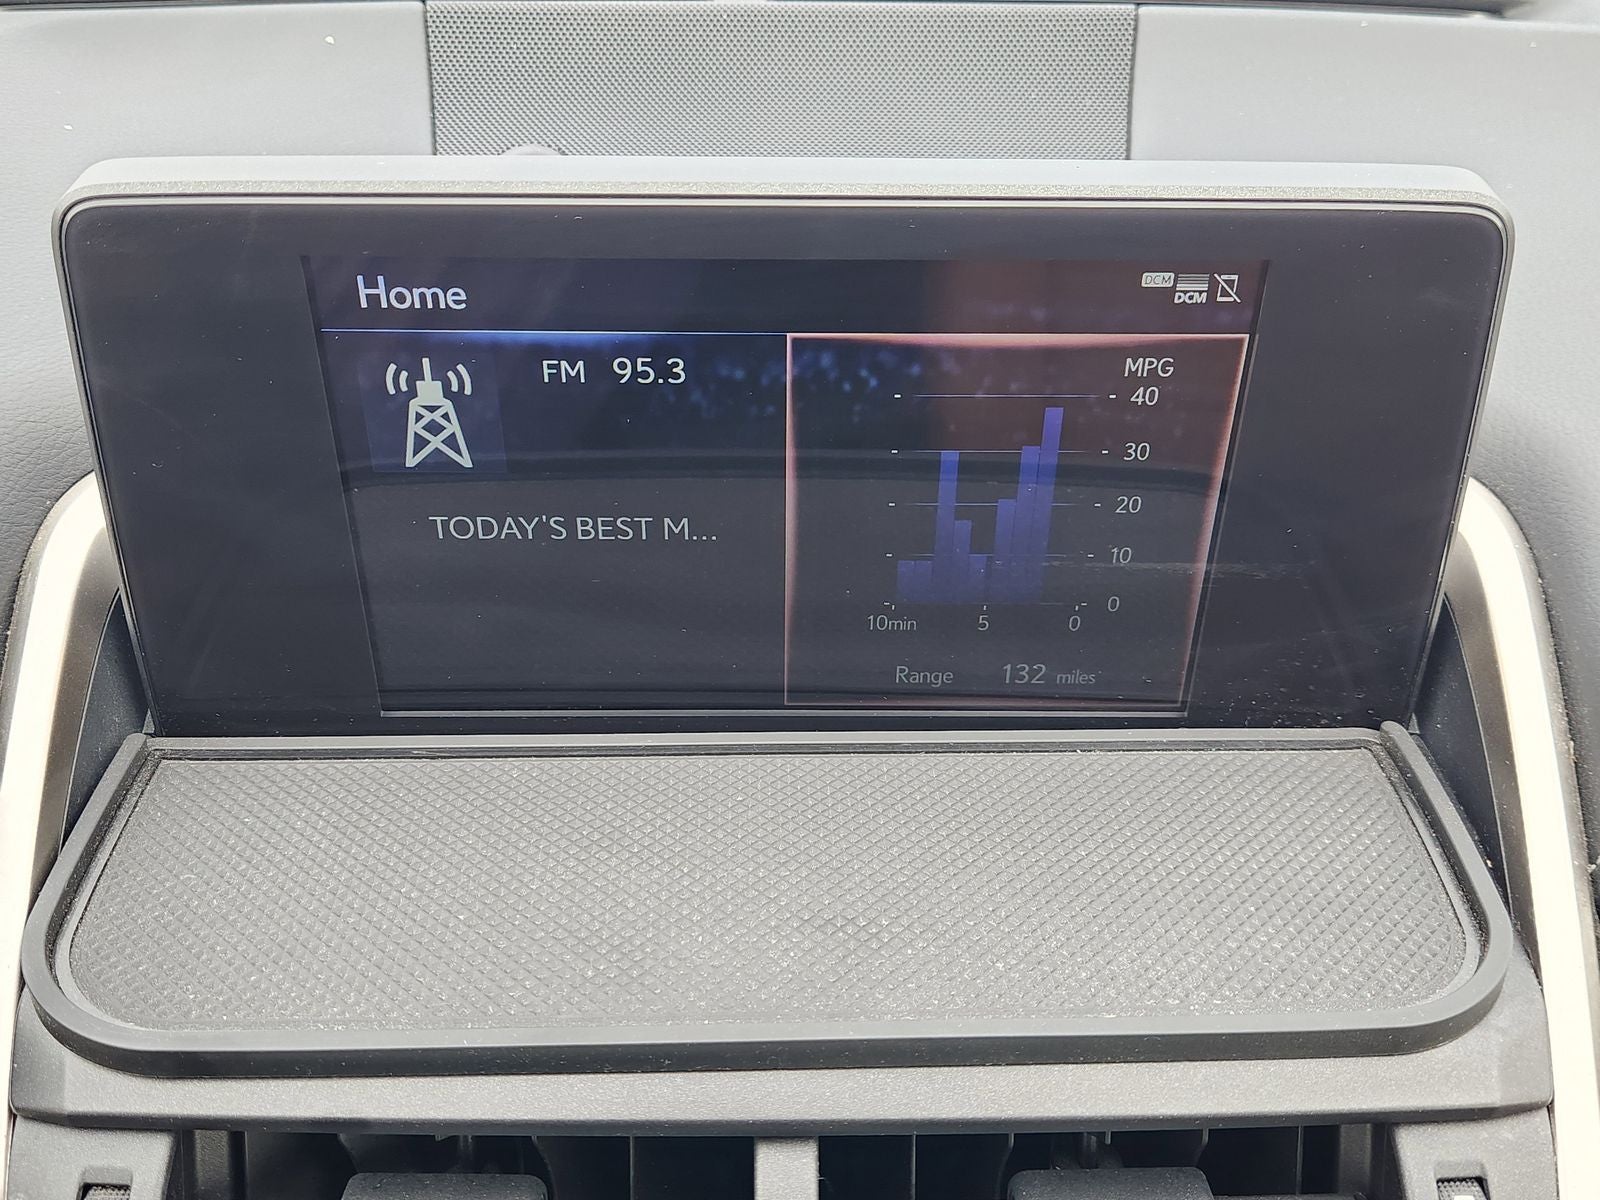 Home
DCM
DCM
FM 95.3
TODAY'S BEST M...
MPG
40
30
20
10
0
10min 5 0
Range 132 miles